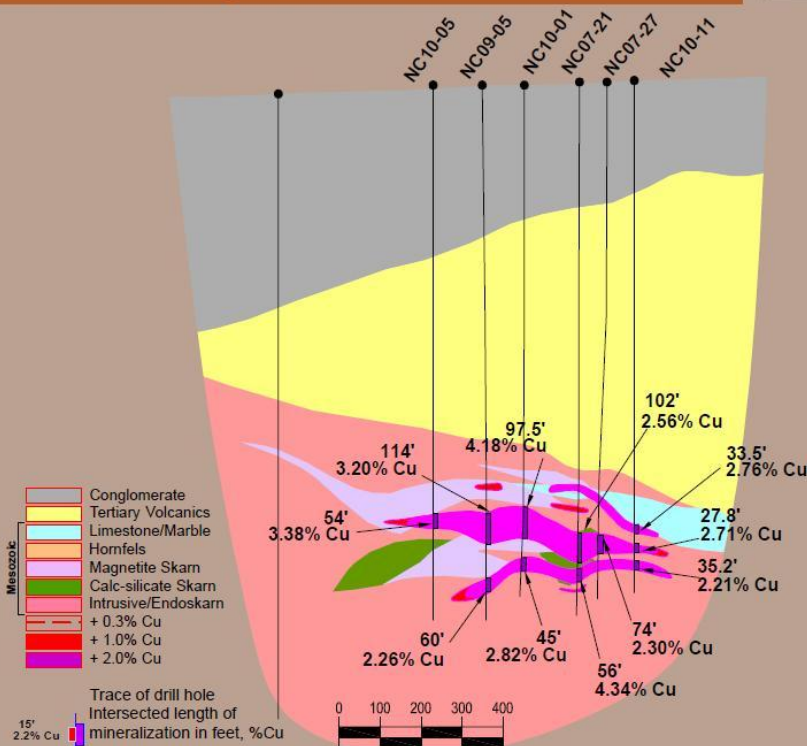 NC10-05
NC09-05
NC10-01
NC07-21
NC07-27
NC10-11
102'
2.56% Cu
97.5'
4.18% Cu
114'
3.20% Cu
33.5'
2.76% Cu
54'
3.38% Cu
27.8'
2.71% Cu
35.2'
2.21% Cu
74'
2.30% Cu
45'
2.82% Cu
60'
2.26% Cu
56'
4.34% Cu
Conglomerate
Tertiary Volcanics
Limestone/Marble
Hornfels
Magnetite Skarn
Calc-silicate Skarn
Intrusive/Endoskarn
Mesozoic
+ 0.3% Cu
+ 1.0% Cu
+ 2.0% Cu
Trace of drill hole
Intersected length of
mineralization in feet, %Cu
15'
2.2% Cu
0 100 200 300 400